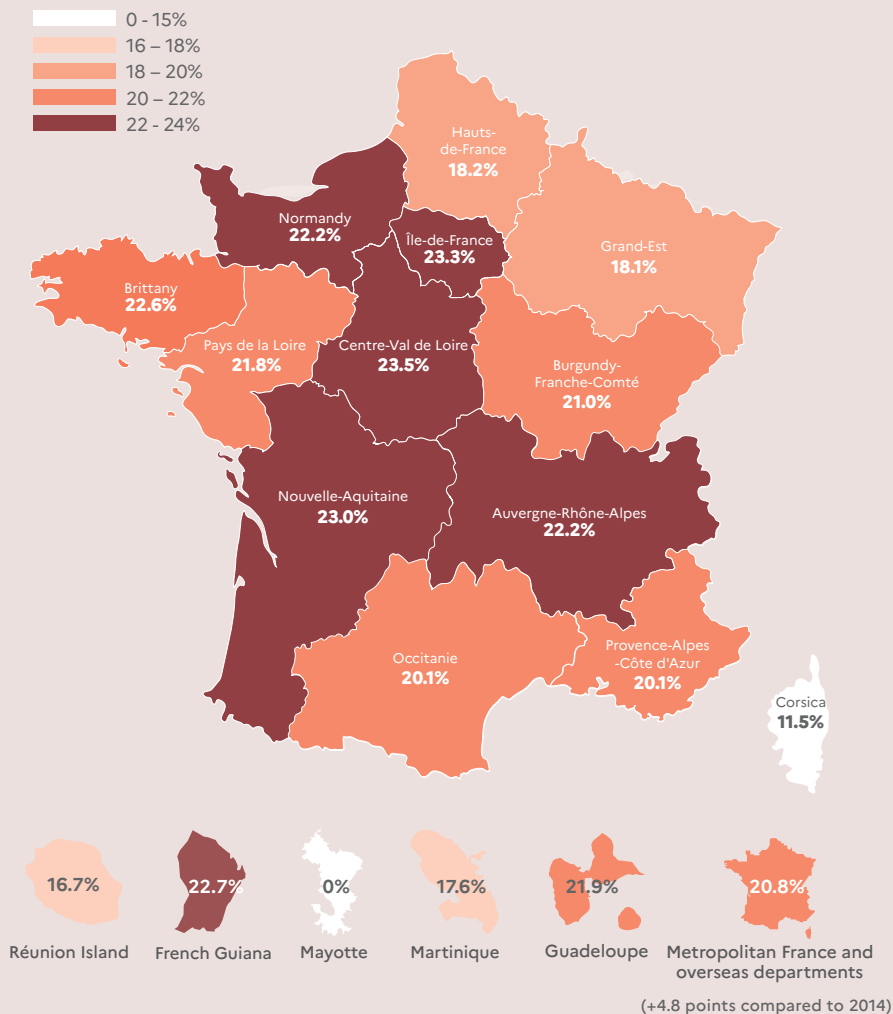 0 - 15%
16 – 18%
18 – 20%
20 – 22%
22 - 24%
Hauts-
de-France
18.2%
Normandy
22.2%
Île-de-France
23.3%
Grand-Est
18.1%
Brittany
22.6%
Pays de la Loire
21.8%
Centre-Val de Loire
23.5%
Burgundy-
Franche-Comté
21.0%
Nouvelle-Aquitaine
23.0%
Auvergne-Rhône-Alpes
22.2%
Occitanie
20.1%
Provence-Alpes
-Côte d'Azur
20.1%
Corsica
11.5%
16.7%
Réunion Island
22.7%
French Guiana
0%
Mayotte
17.6%
Martinique
21.9%
Guadeloupe
20.8%
Metropolitan France and
overseas departments
(+4.8 points compared to 2014)